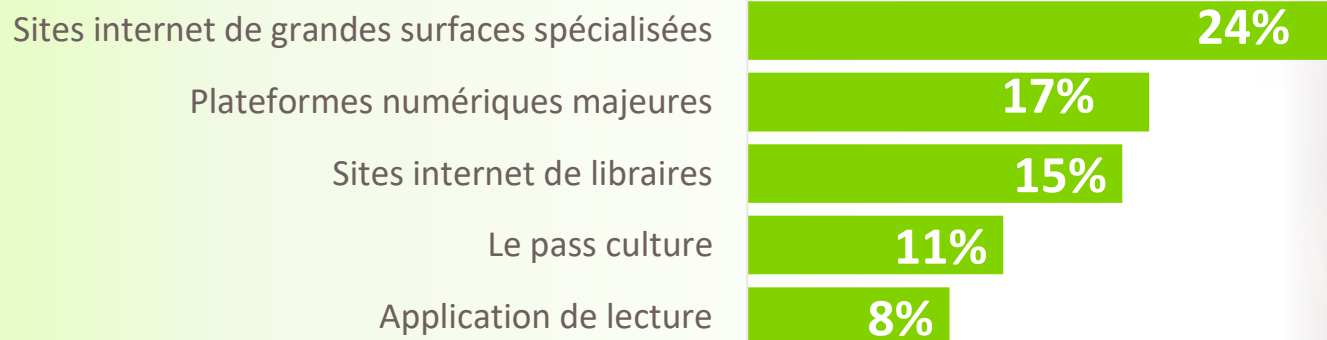 Sites internet de grandes surfaces spécialisées 24%
Plateformes numériques majeures 17%
Sites internet de libraires 15%
Le pass culture 11%
Application de lecture 8%